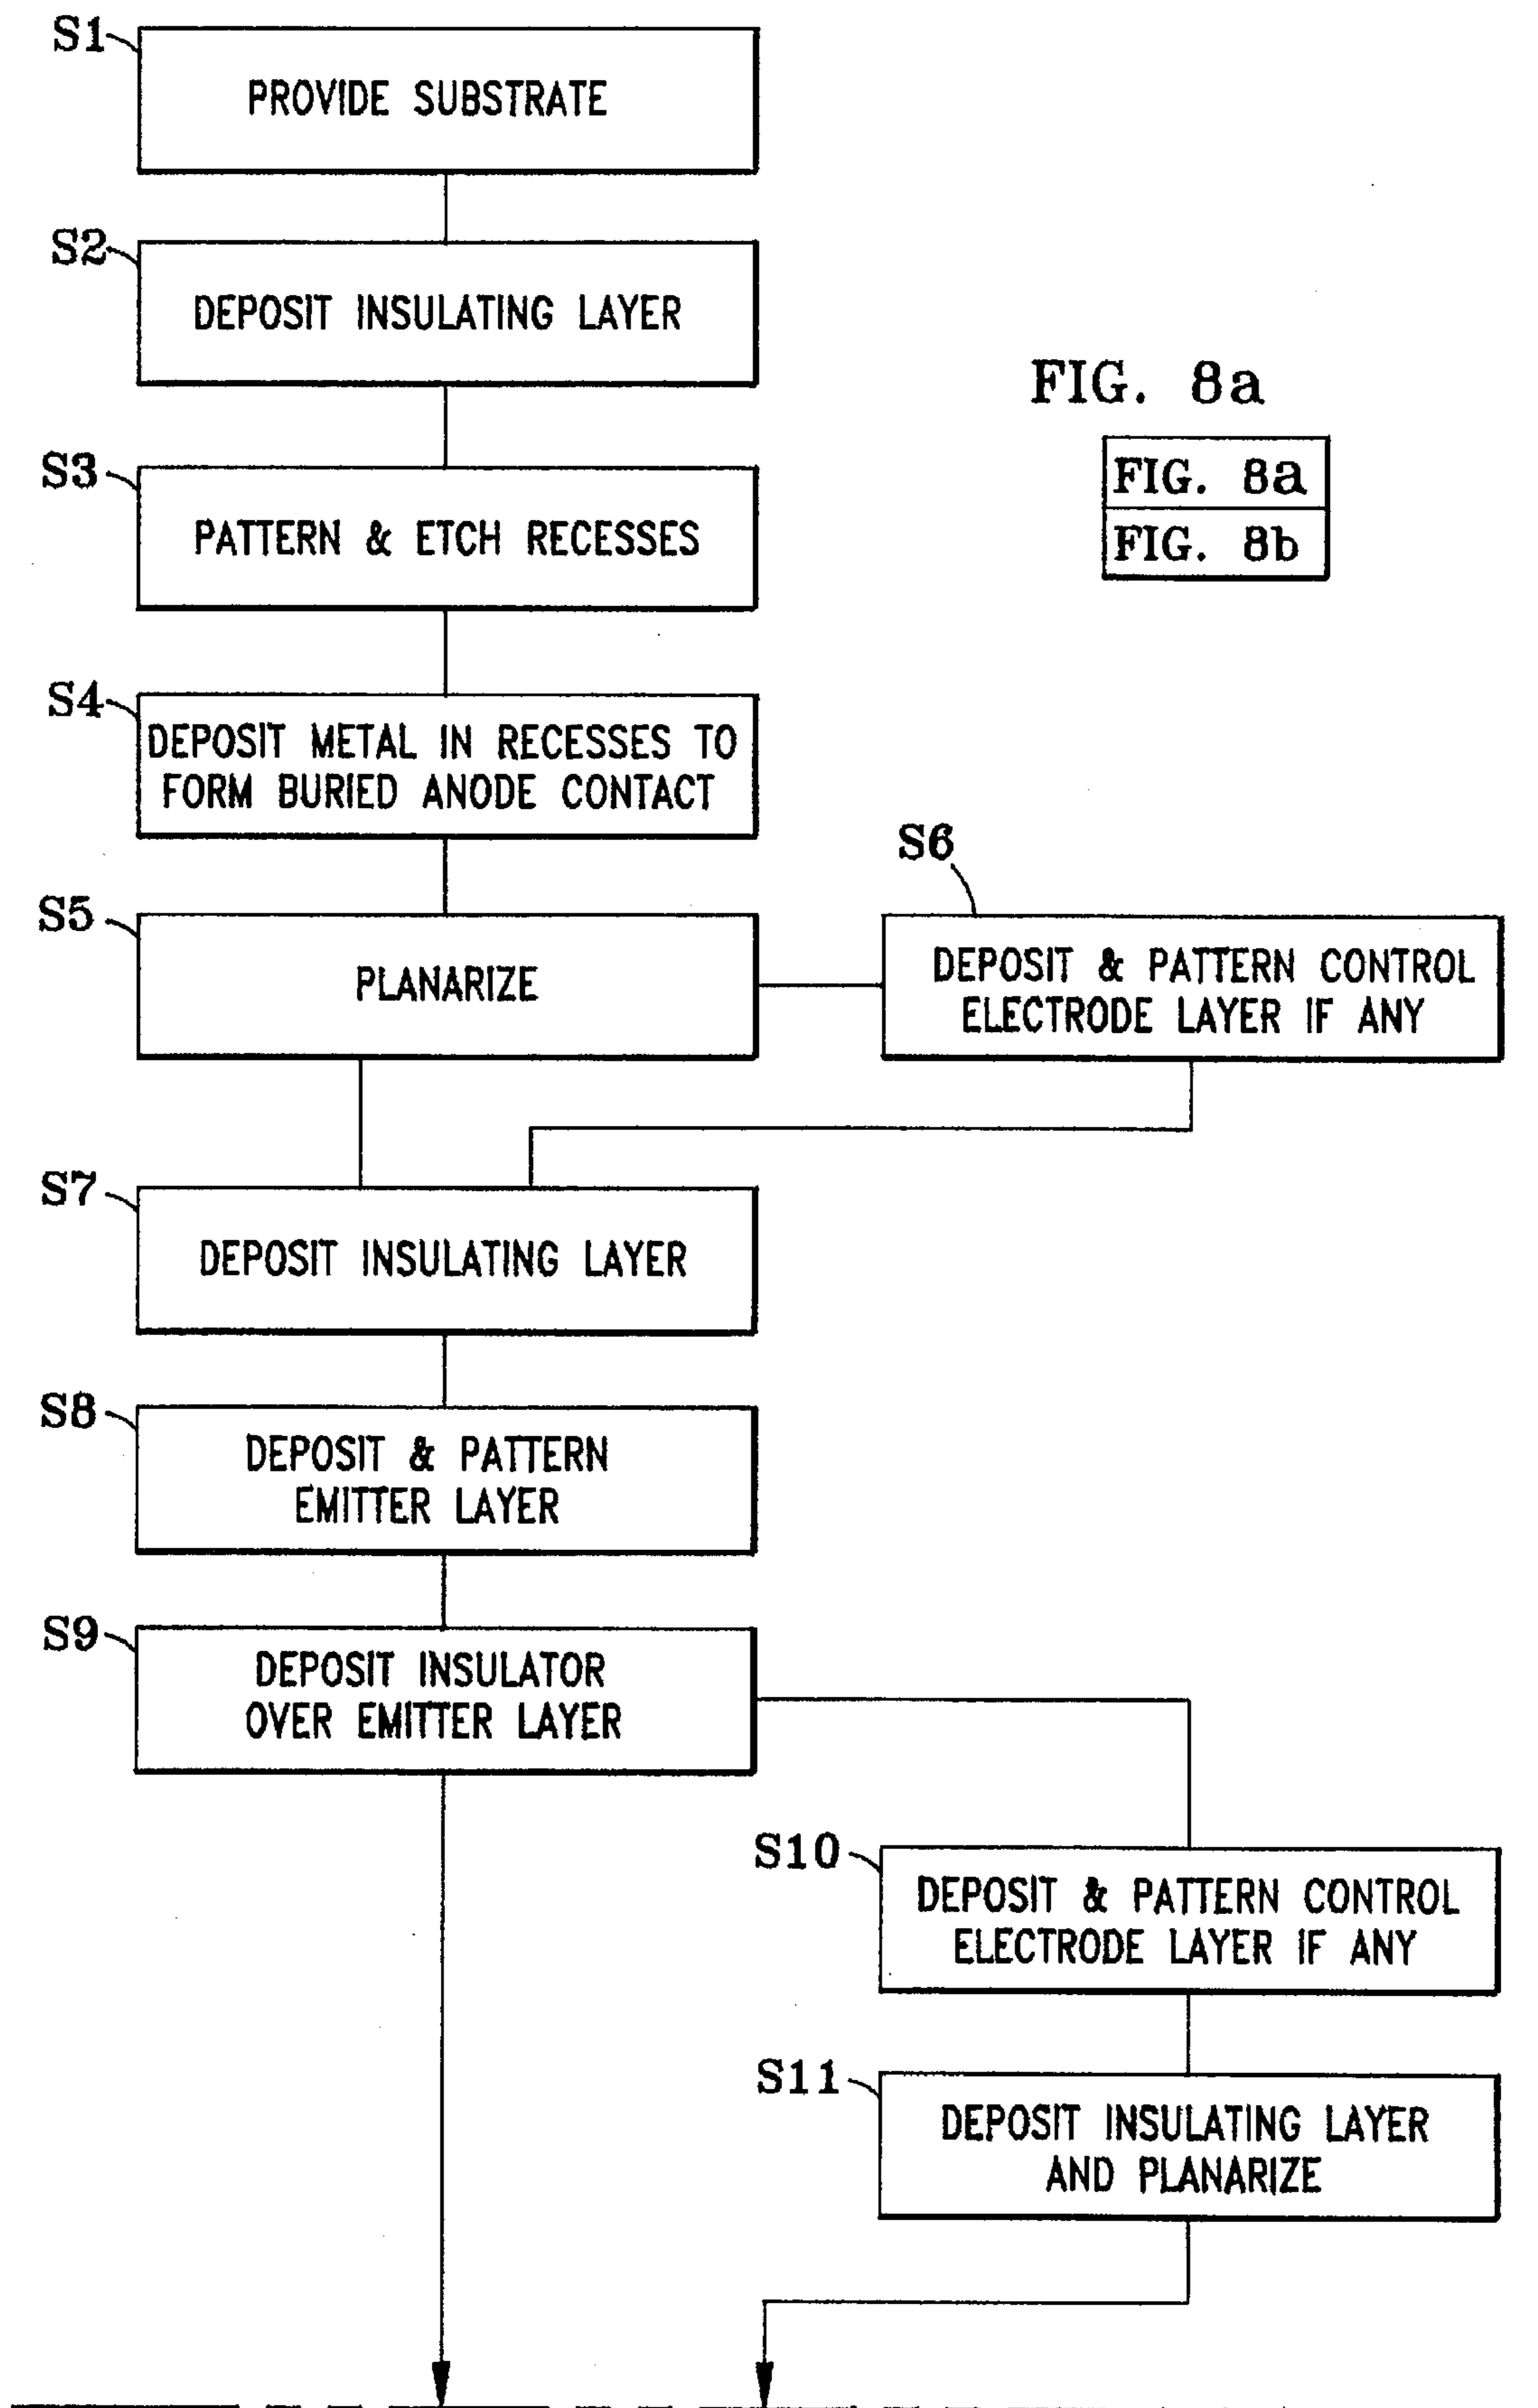 S1
PROVIDE SUBSTRATE
S2
DEPOSIT INSULATING LAYER
FIG. 8a
FIG. 8a
FIG. 8b
S3
PATTERN & ETCH RECESSES
S4
DEPOSIT METAL IN RECESSES TO
FORM BURIED ANODE CONTACT
S5
PLANARIZE
S6
DEPOSIT & PATTERN CONTROL
ELECTRODE LAYER IF ANY
S7
DEPOSIT INSULATING LAYER
S8
DEPOSIT & PATTERN
EMITTER LAYER
S9
DEPOSIT INSULATOR
OVER EMITTER LAYER
S10
DEPOSIT & PATTERN CONTROL
ELECTRODE LAYER IF ANY
S11
DEPOSIT INSULATING LAYER
AND PLANARIZE